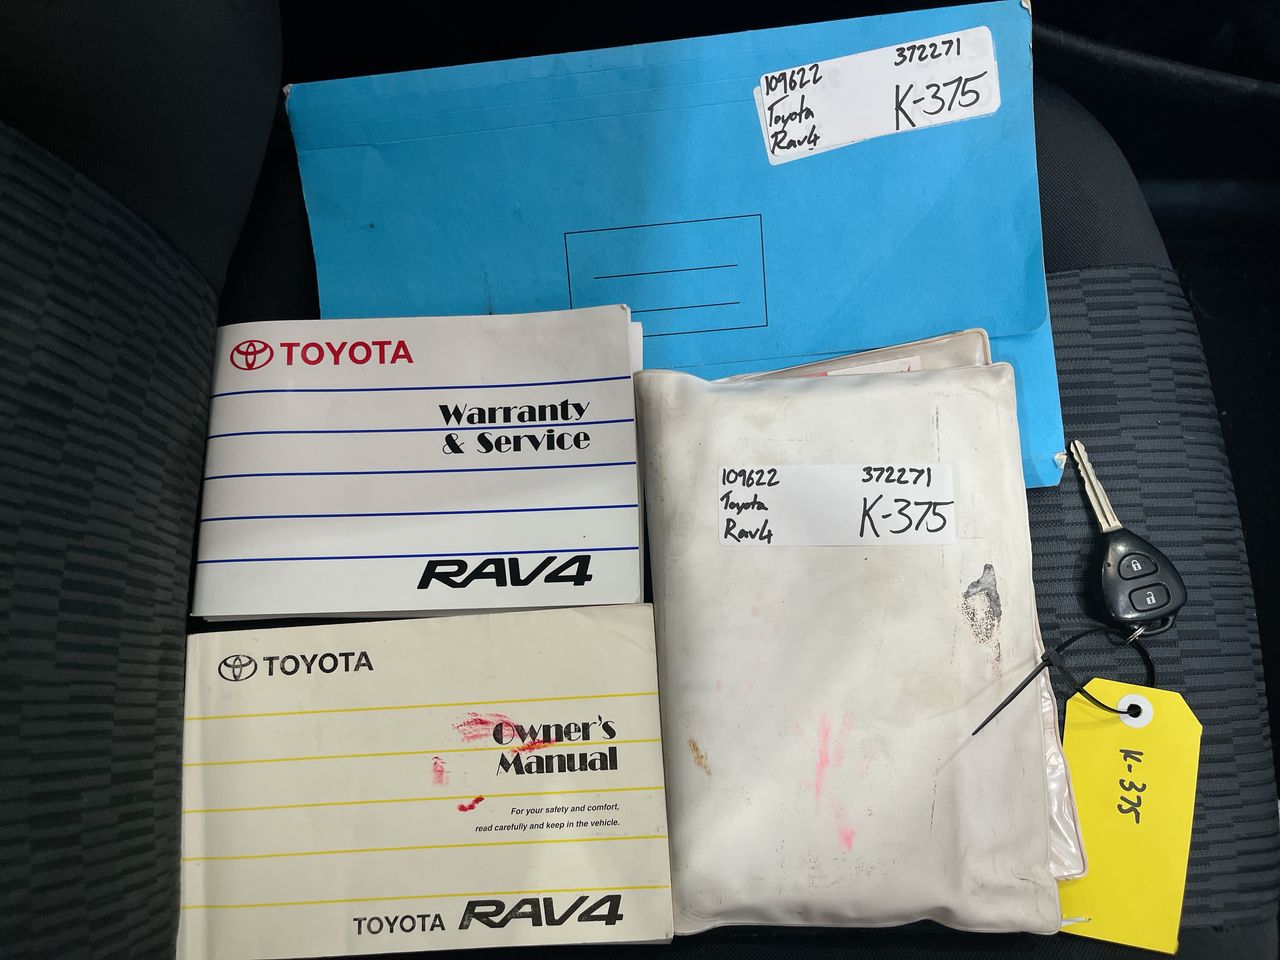 109622 372271
Toyota K-375
Rav4
TOYOTA
Warranty
& Service
RAV4
109622 372271
Toyota K-375
Rav4
TOYOTA
Owner's
Manual
For your safety and comfort,
read carefully and keep in the vehicle.
TOYOTA RAV4
K-375